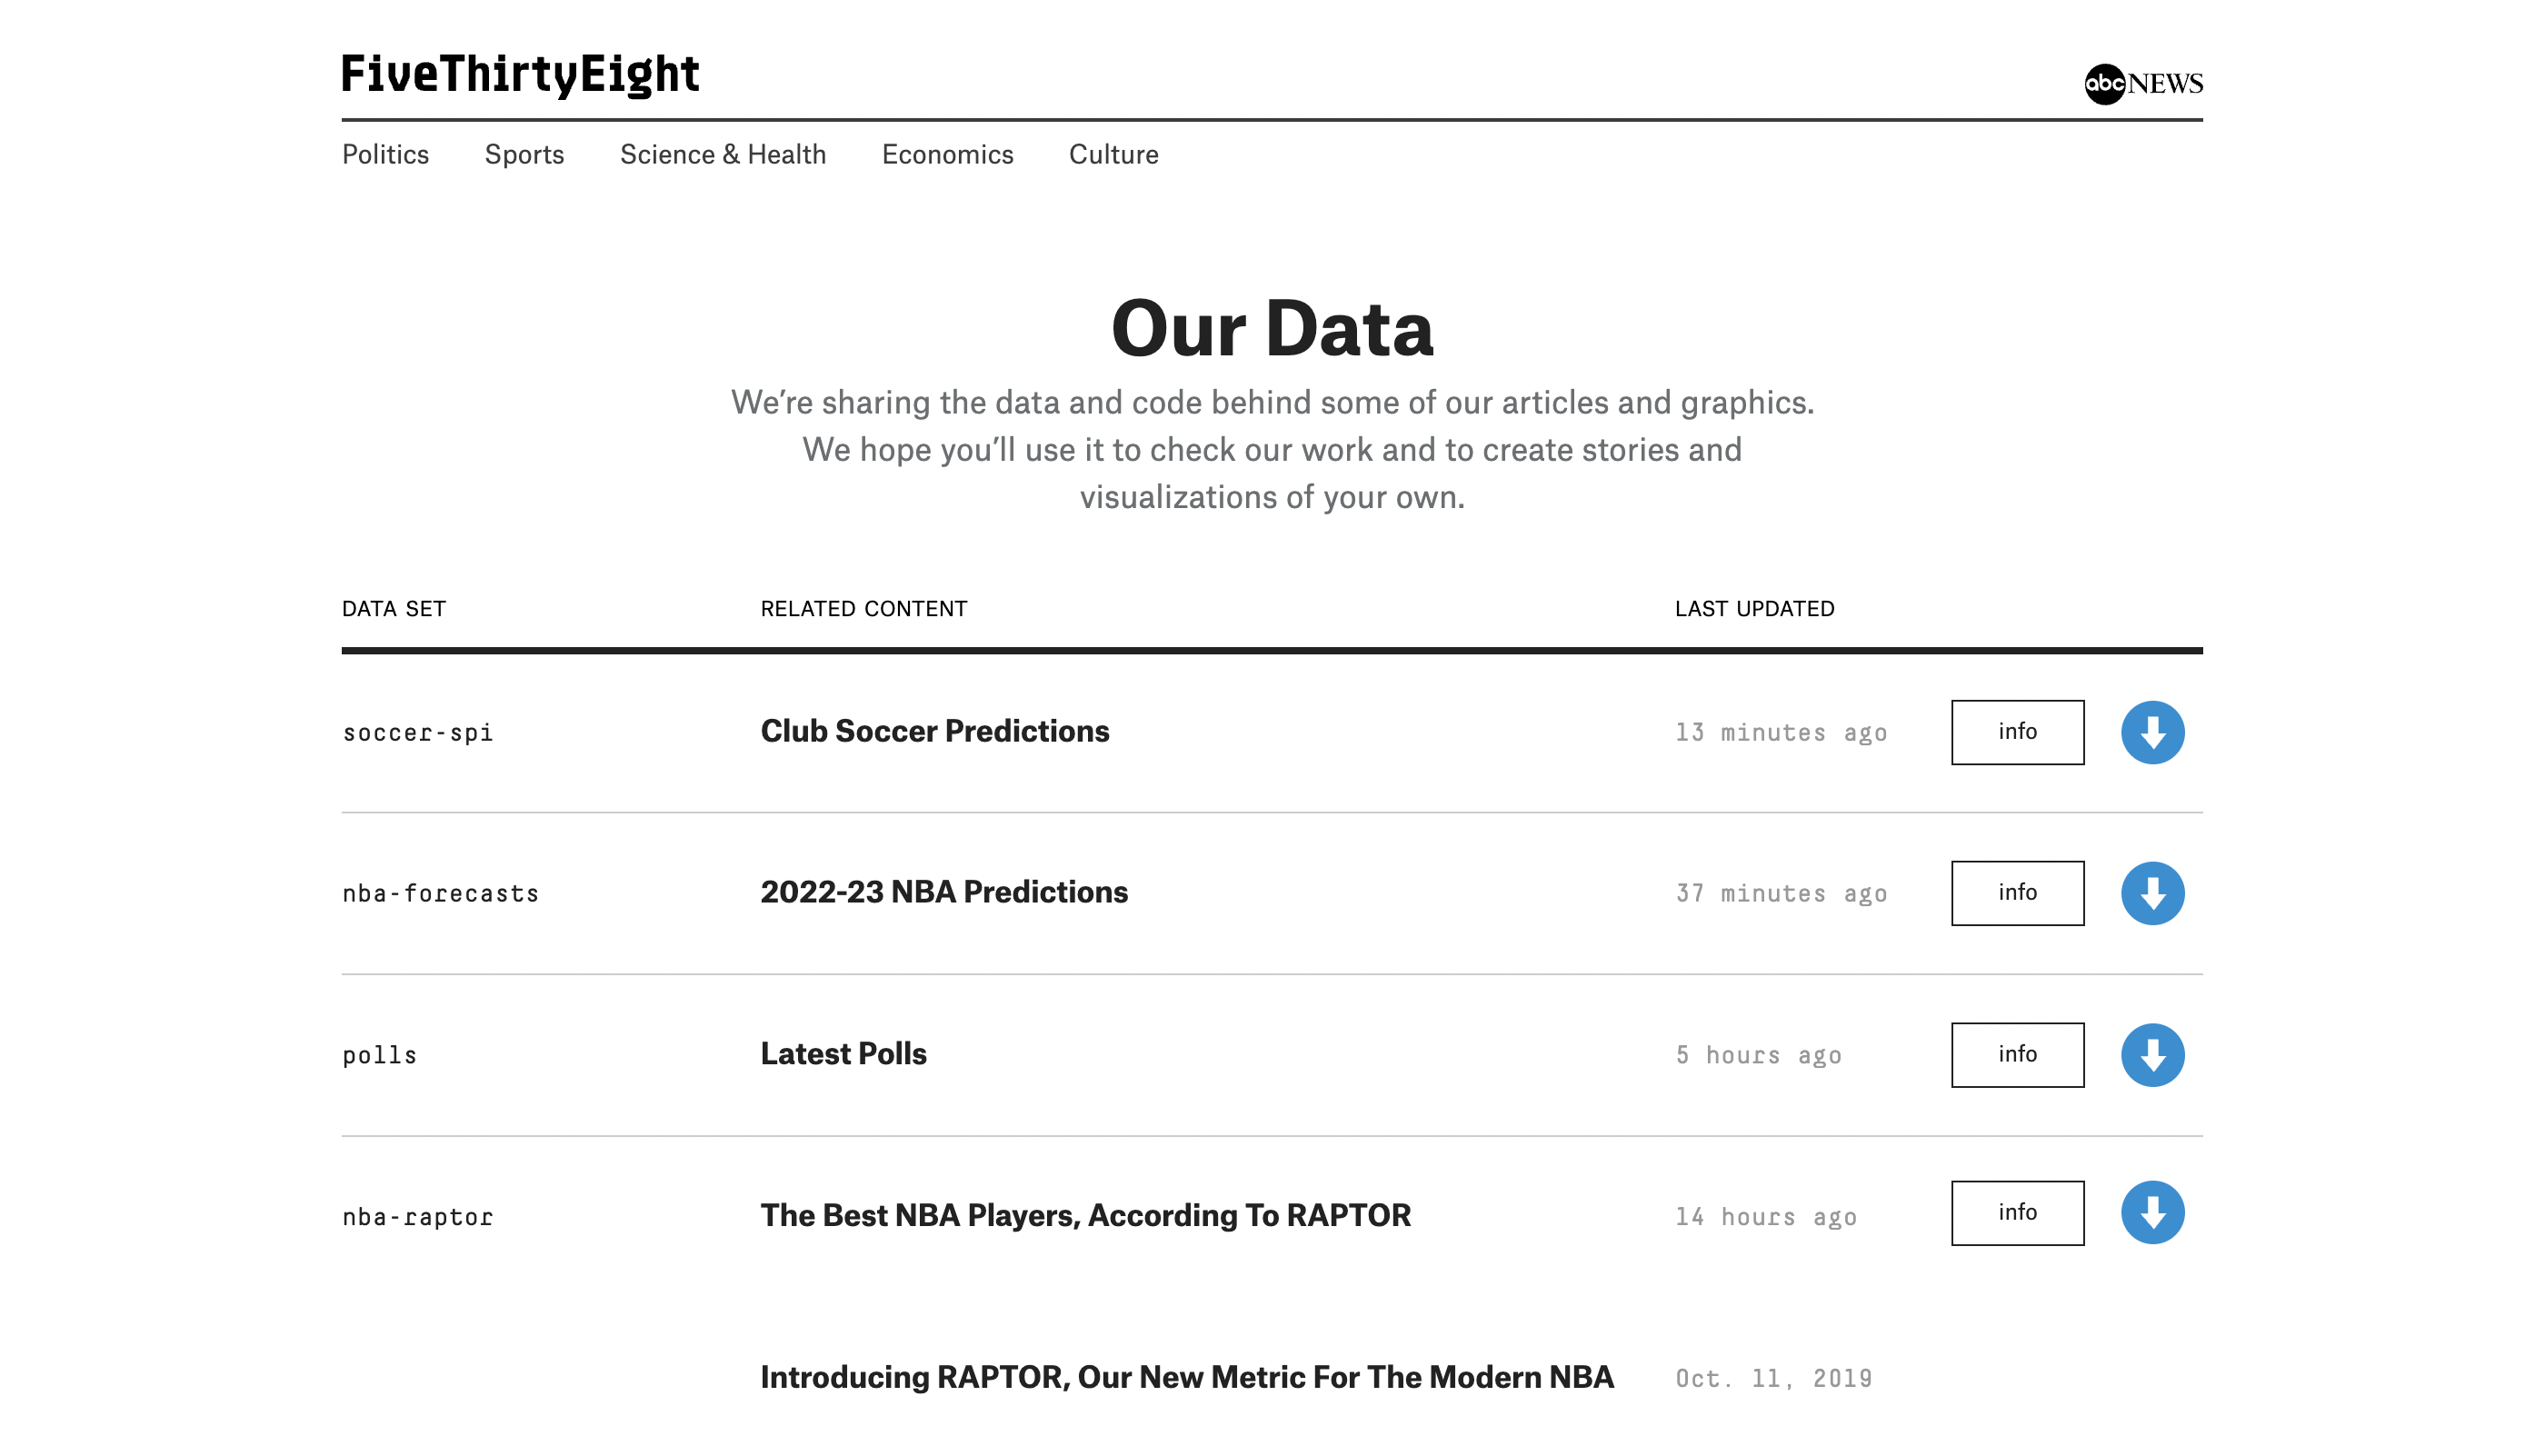 FiveThirtyEight
abc NEWS
Politics Sports Science & Health Economics Culture
Our Data
We’re sharing the data and code behind some of our articles and graphics.
We hope you’ll use it to check our work and to create stories and
visualizations of your own.
DATA SET RELATED CONTENT LAST UPDATED
soccer-spi Club Soccer Predictions 13 minutes ago info
nba-forecasts 2022-23 NBA Predictions 37 minutes ago info
polls Latest Polls 5 hours ago info
nba-raptor The Best NBA Players, According To RAPTOR 14 hours ago info
Introducing RAPTOR, Our New Metric For The Modern NBA Oct. 11, 2019